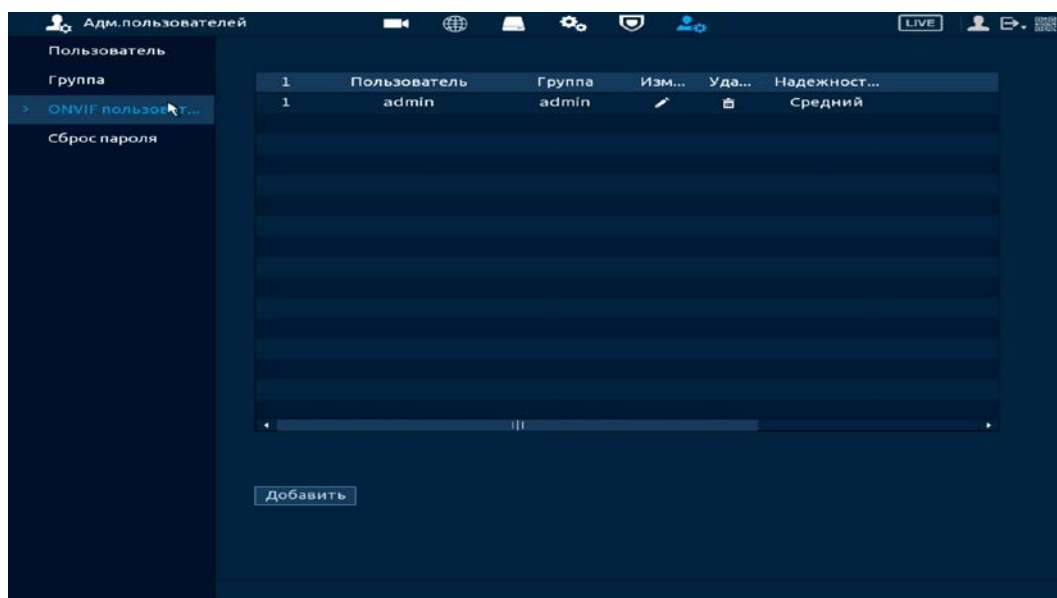 Адм.пользователей
LIVE
Пользователь
Группа
ONVIF пользоват...
Сброс пароля
1 Пользователь Группа Изм... Уда... Надежност...
1 admin admin Средний
Добавить